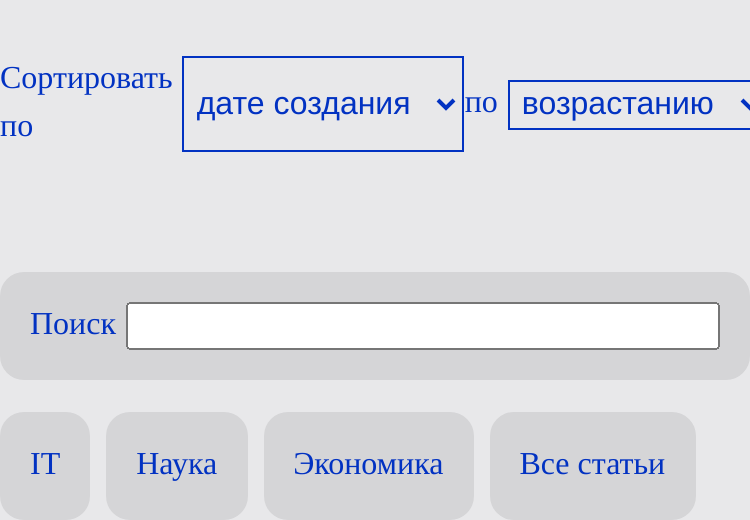 Сортировать
по
дате создания
по
возрастанию
Поиск
IT
Наука
Экономика
Все статьи